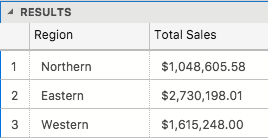 RESULTS
Region Total Sales
1 Northern $1,048,605.58
2 Eastern $2,730,198.01
3 Western $1,615,248.00